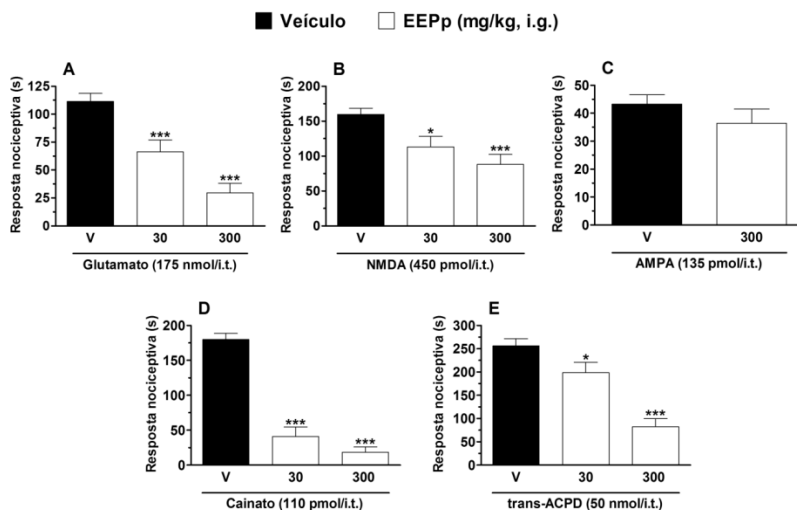 Veículo
EEPp (mg/kg, i.g.)
A
Resposta nociceptiva (s)
125
100
75
50
25
***
***
V
30
300
Glutamato (175 nmol/i.t.)
B
Resposta nociceptiva (s)
200
150
100
50
0
*
***
V
30
300
NMDA (450 pmol/i.t.)
C
Resposta nociceptiva (s)
50
40
30
20
10
0
V
300
AMPA (135 pmol/i.t.)
D
Resposta nociceptiva (s)
200
150
100
50
0
***
***
V
30
300
Cainato (110 pmol/i.t.)
E
Resposta nociceptiva (s)
300
250
200
150
100
50
0
*
***
V
30
300
trans-ACPD (50 nmol/i.t.)